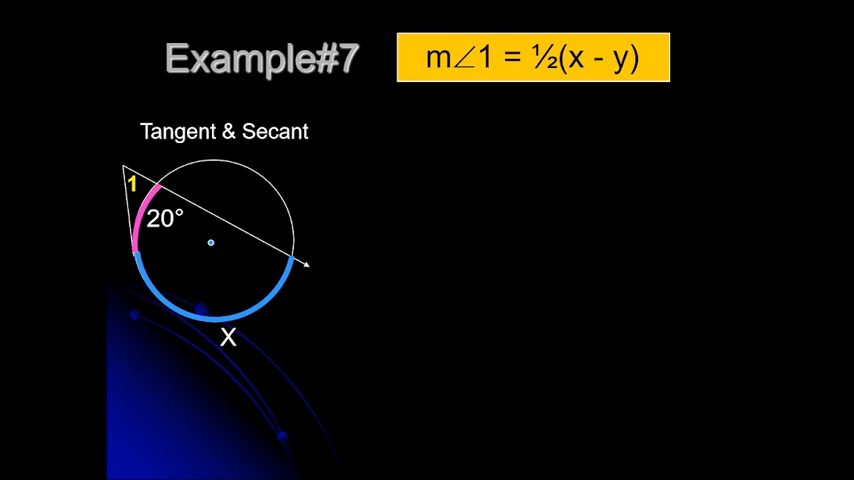 Example#7
m∠1 = ½(x - y)
Tangent & Secant
1
20°
X